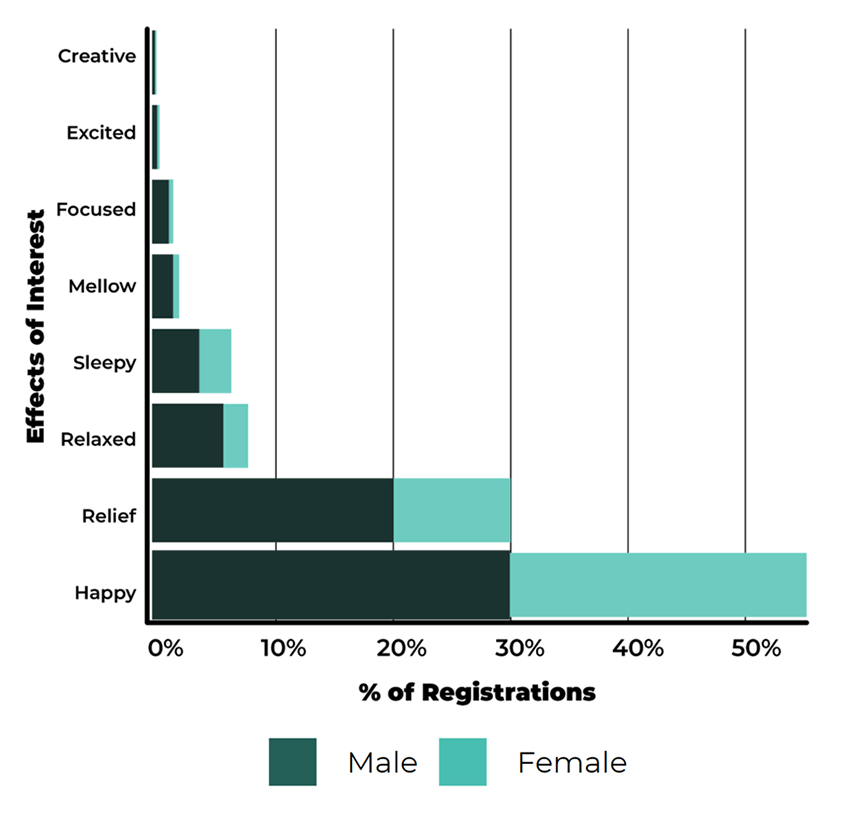 Creative
Excited
Focused
Mellow
Sleepy
Relaxed
Relief
Happy
Effects of Interest
0% 10% 20% 30% 40% 50%
% of Registrations
Male Female